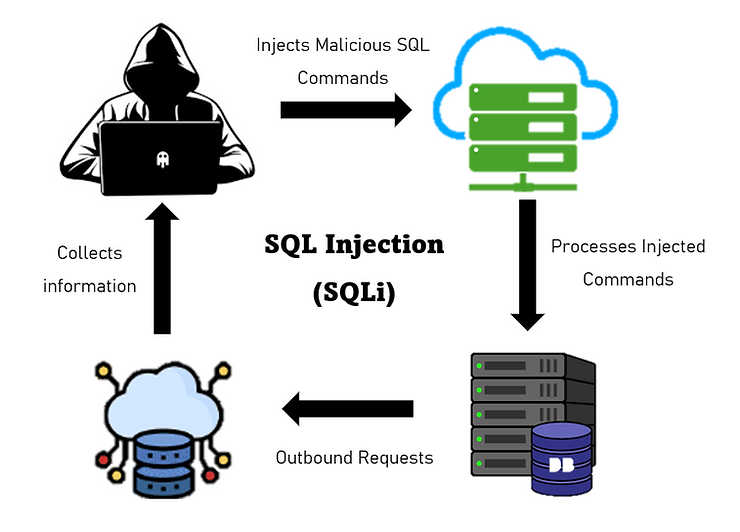 Injects Malicious SQL
Commands
SQL Injection
(SQLi)
Processes Injected
Commands
Collects
information
DB
Outbound Requests